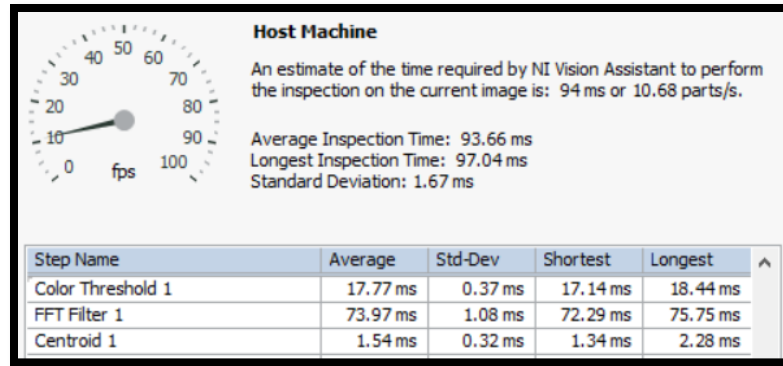 Host Machine
An estimate of the time required by NI Vision Assistant to perform
the inspection on the current image is: 94 ms or 10.68 parts/s.
Average Inspection Time: 93.66 ms
Longest Inspection Time: 97.04 ms
Standard Deviation: 1.67 ms
50
40 60
30 70
20 80
10 90
0 fps 100
Step Name Average Std-Dev Shortest Longest
Color Threshold 1 17.77 ms 0.37 ms 17.14 ms 18.44 ms
FFT Filter 1 73.97 ms 1.08 ms 72.29 ms 75.75 ms
Centroid 1 1.54 ms 0.32 ms 1.34 ms 2.28 ms